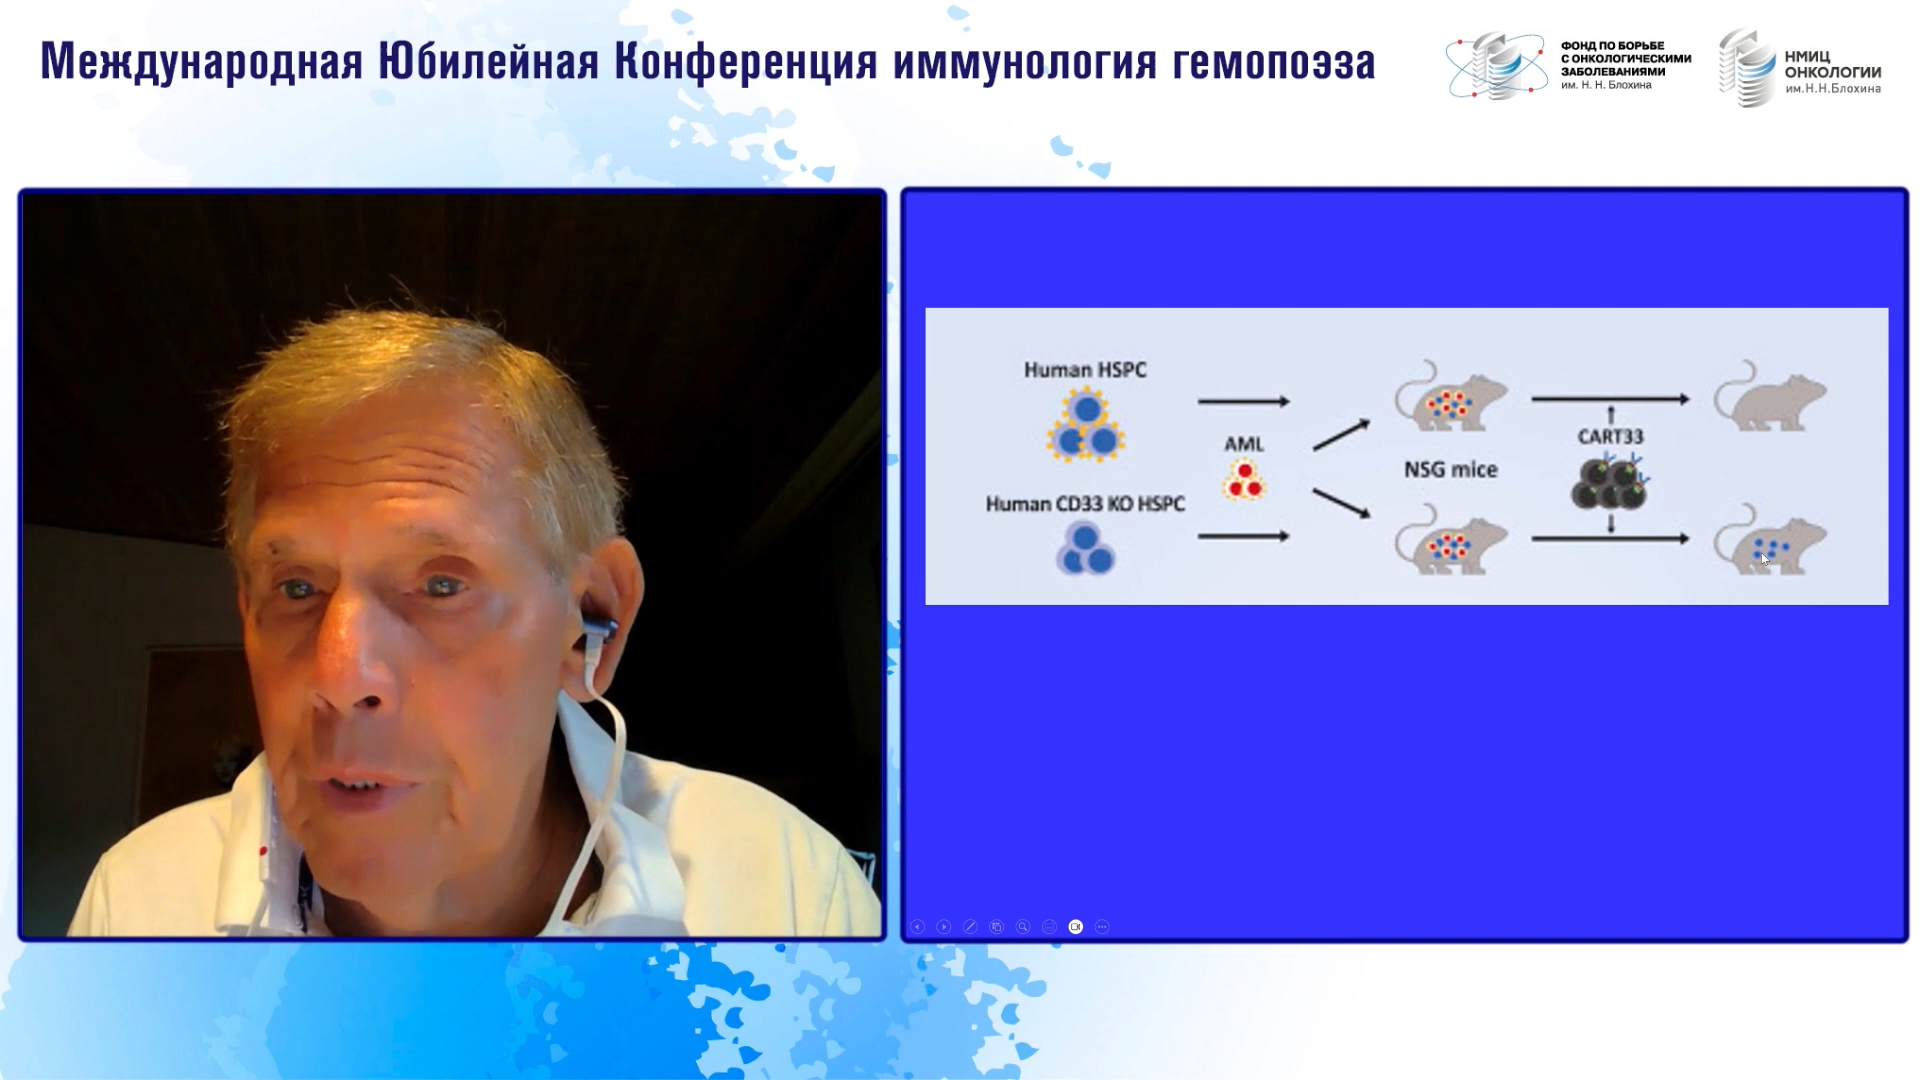 Международная Юбилейная Конференция иммунология гемопоэза
ФОНД ПО БОРЬБЕ
С ОНКОЛОГИЧЕСКИМИ
ЗАБОЛЕВАНИЯМИ
им. Н. Н. Блохина
НМИЦ
ОНКОЛОГИИ
им.Н.Н.Блохина
Human HSPC
AML
Human CD33 KO HSPC
NSG mice
CART33